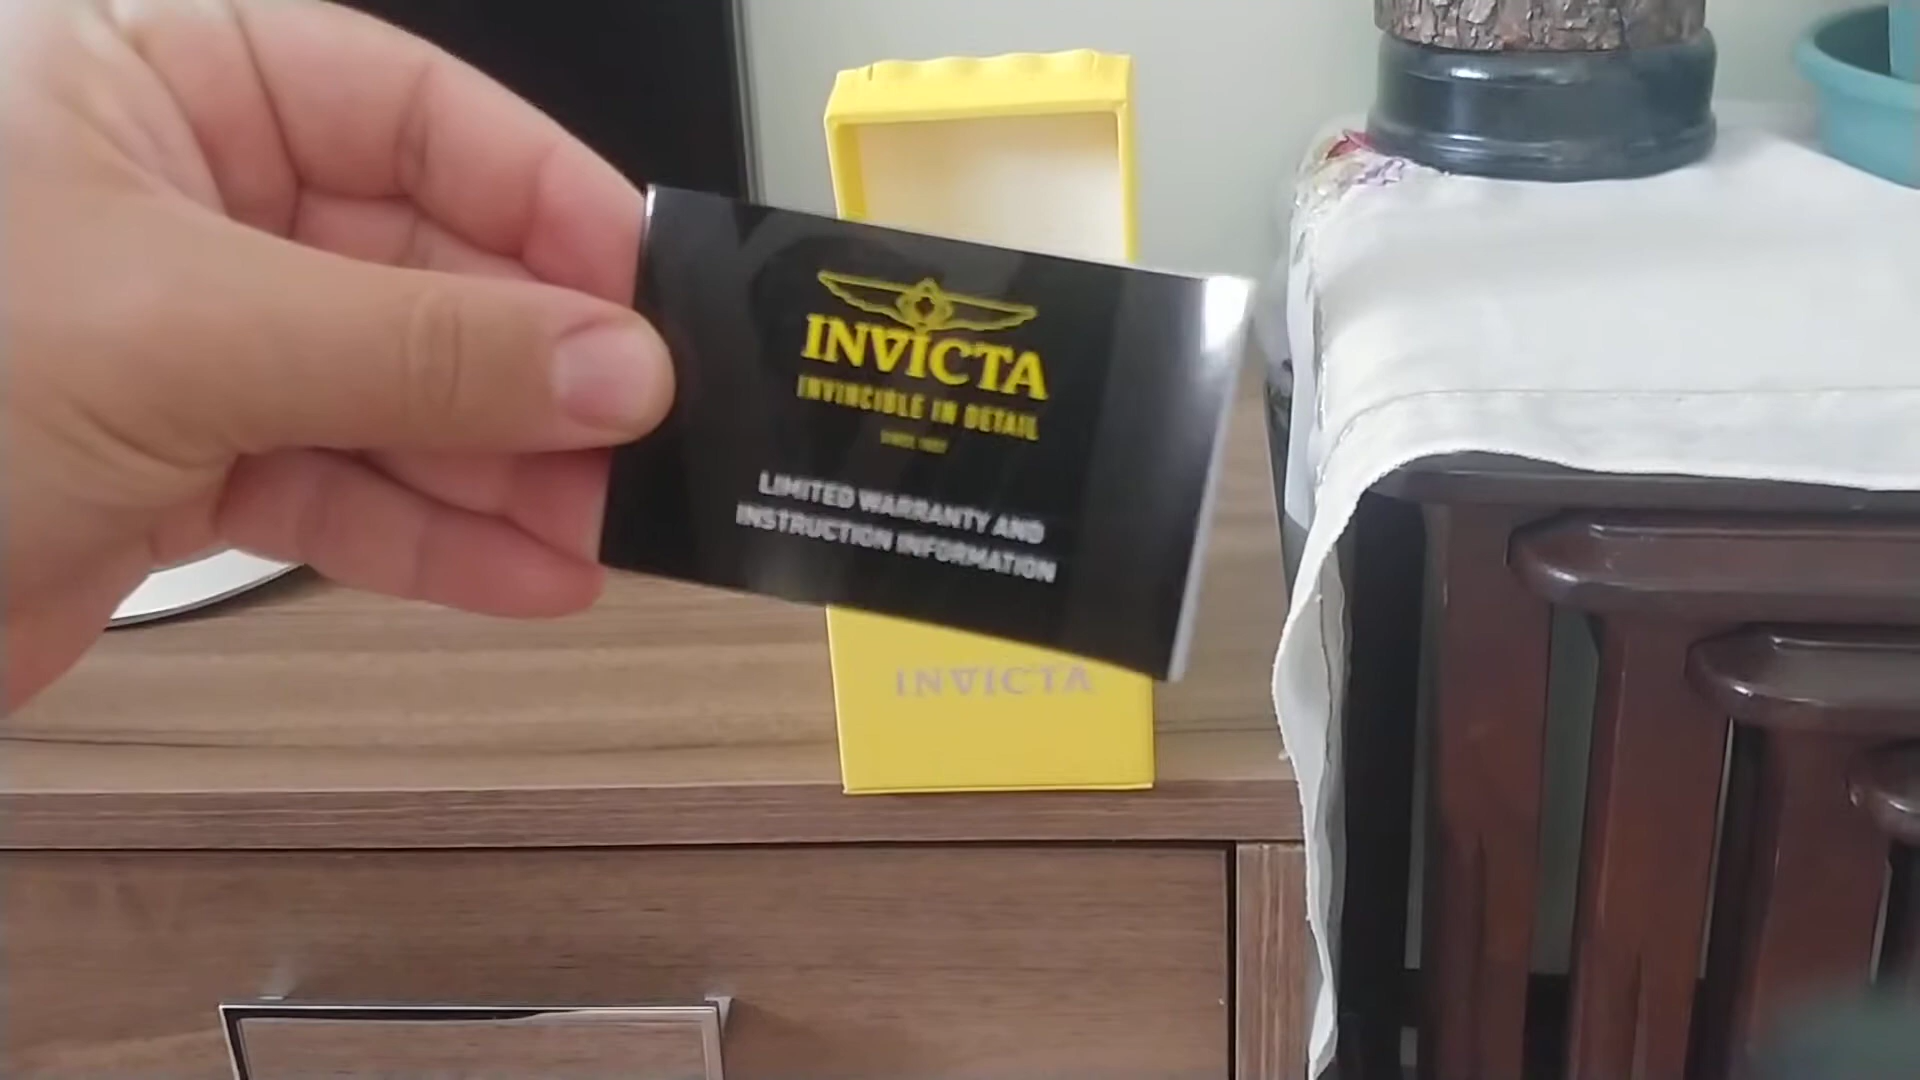 INVICTA
INVINCIBLE IN DETAIL
LIMITED WARRANTY AND
INSTRUCTION INFORMATION
INVICTA